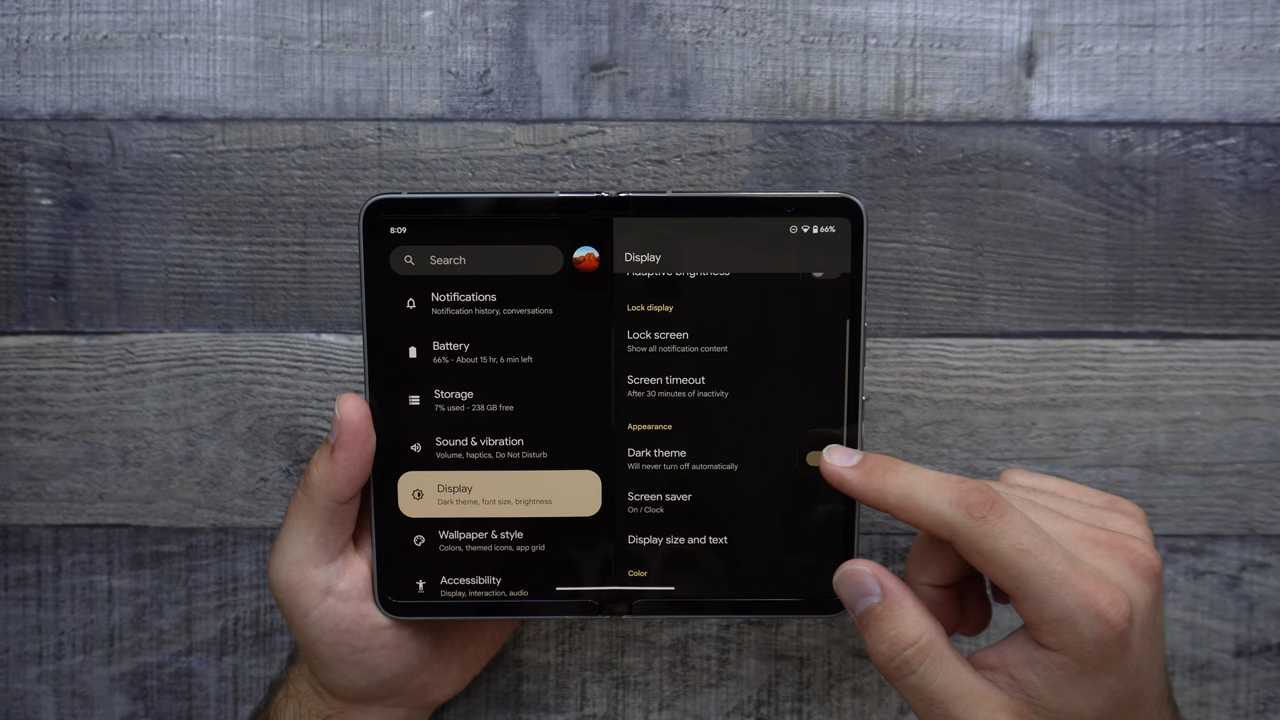 8:09
66%
Search
Notifications
Notification history, conversations
Battery
66% - About 15 hr, 6 min left
Storage
7% used - 238 GB free
Sound & vibration
Volume, haptics, Do Not Disturb
Display
Dark theme, font size, brightness
Wallpaper & style
Colors, themed icons, app grid
Accessibility
Display, interaction, audio
Display
Adaptive brightness
Lock display
Lock screen
Show all notification content
Screen timeout
After 30 minutes of inactivity
Appearance
Dark theme
Will never turn off automatically
Screen saver
On / Clock
Display size and text
Color